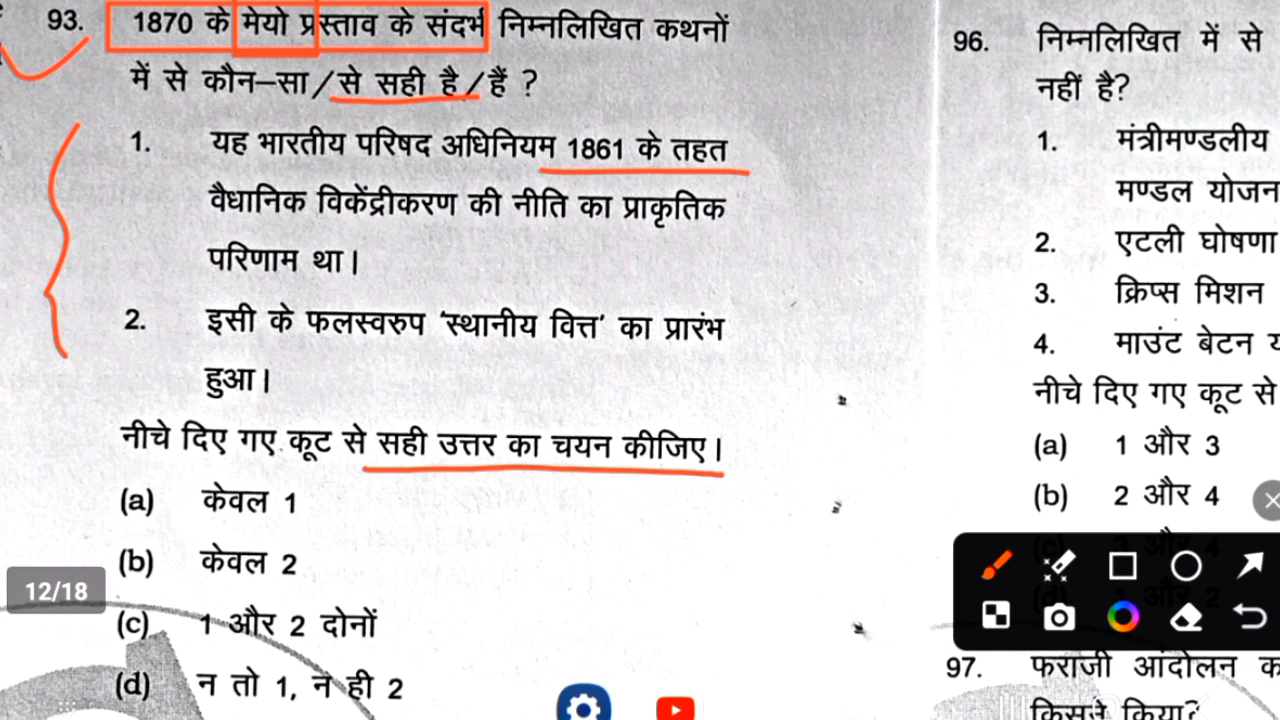 93. 1870 के मेयो प्रस्ताव के संदर्भ निम्नलिखित कथनों
में से कौन–सा/से सही है/हैं ?
1. यह भारतीय परिषद अधिनियम 1861 के तहत
वैधानिक विकेंद्रीकरण की नीति का प्राकृतिक
परिणाम था।
2. इसी के फलस्वरुप ‘स्थानीय वित्त’ का प्रारंभ
हुआ।
नीचे दिए गए कूट से सही उत्तर का चयन कीजिए।
(a) केवल 1
(b) केवल 2
(c) 1 और 2 दोनों
(d) न तो 1, न ही 2
12/18
96. निम्नलिखित में से
नहीं है?
1. मंत्रीमण्डलीय
मण्डल
2. एटली घोषणा
3. क्रिप्स मिशन
4. माउंट बेटन
नीचे दिए गए कूट से
(a) 1 और 3
(b) 2 और 4
97. फराजी आंदोलन
किसने किया?